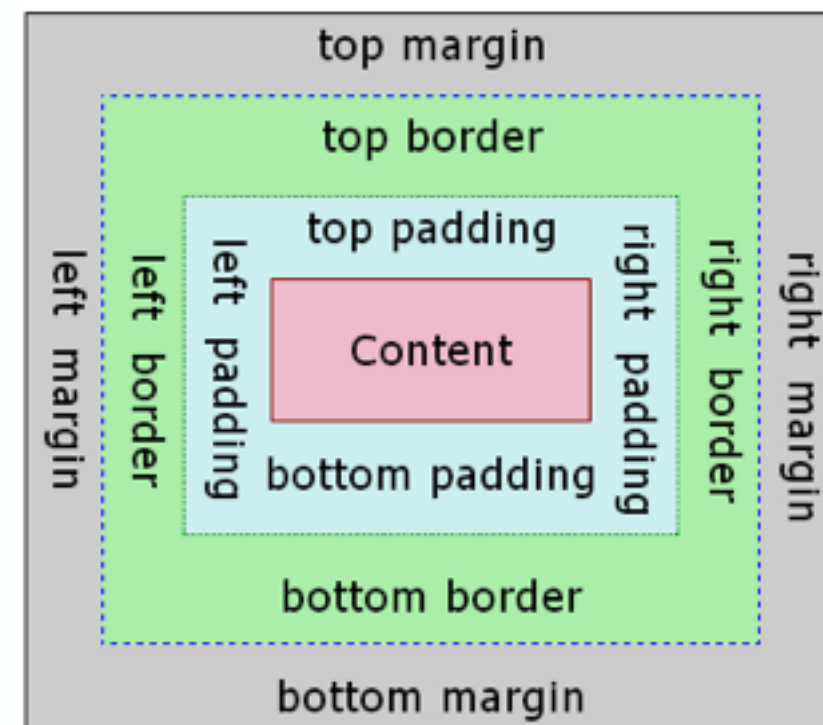 top margin
top border
top padding
left margin
left border
left padding
Content
right padding
right border
right margin
bottom padding
bottom border
bottom margin